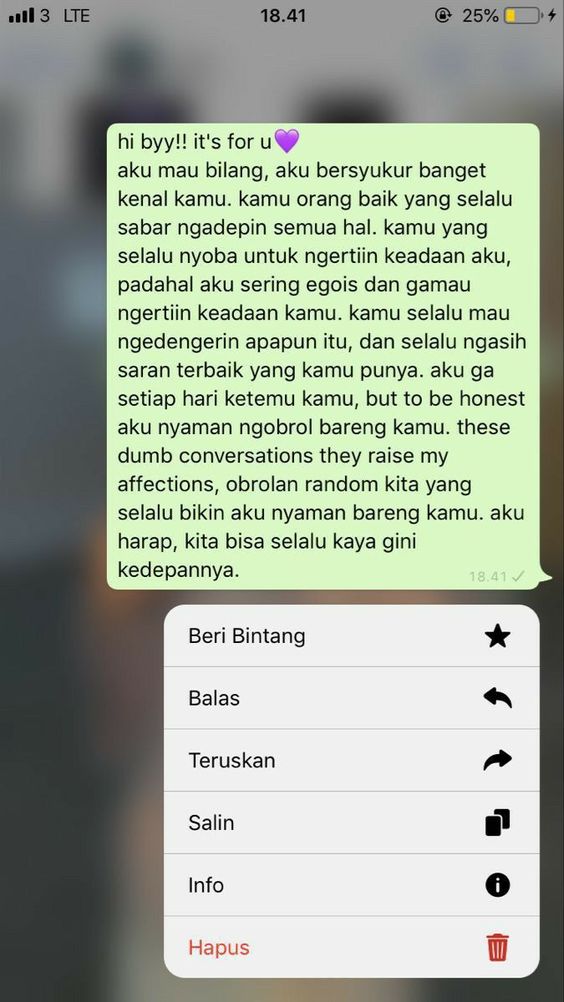 3 LTE 18.41 25%
hi byy!! it's for u💜
aku mau bilang, aku bersyukur banget
kenal kamu. kamu orang baik yang selalu
sabar ngadepin semua hal. kamu yang
selalu nyoba untuk ngertiin keadaan aku,
padahal aku sering egois dan gamau
ngertiin keadaan kamu. kamu selalu mau
ngedengerin apapun itu, dan selalu ngasih
saran terbaik yang kamu punya. aku ga
setiap hari ketemu kamu, but to be honest
aku nyaman ngobrol bareng kamu. these
dumb conversations they raise my
affections, obrolan random kita yang
selalu bikin aku nyaman bareng kamu. aku
harap, kita bisa selalu kaya gini
kedepannya.
18.41
Beri Bintang
Balas
Teruskan
Salin
Info
Hapus